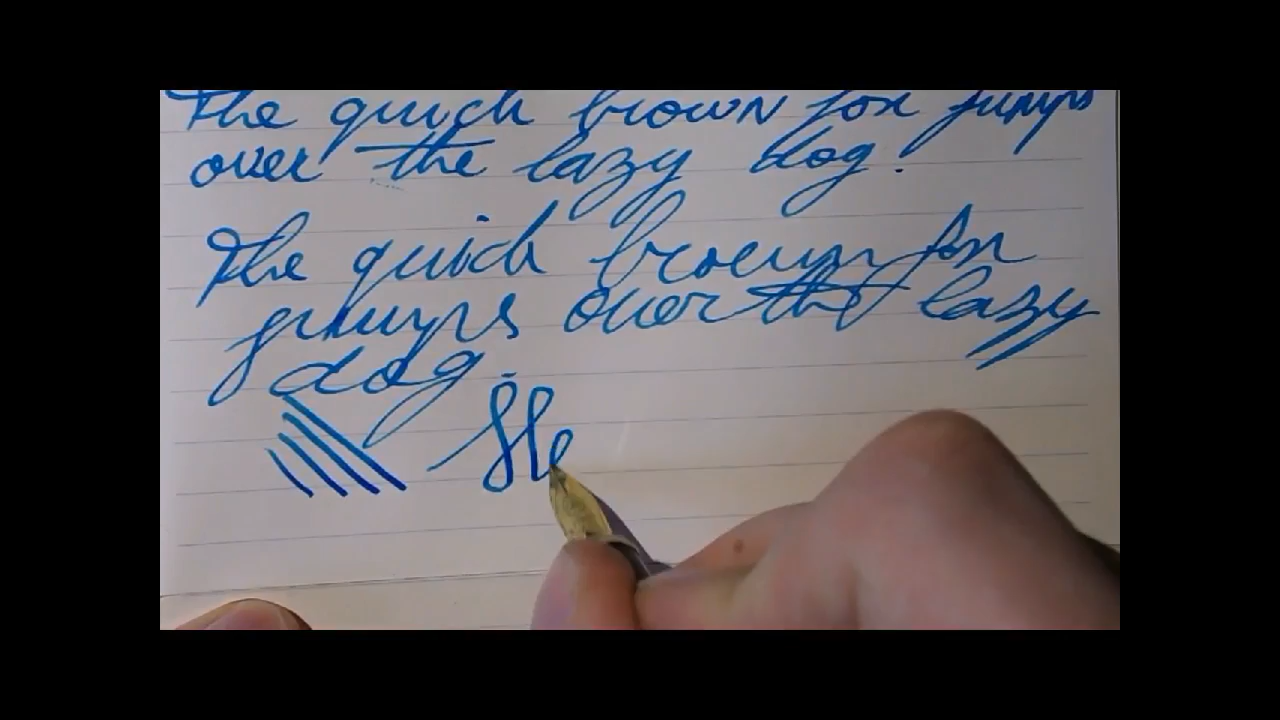 The quick brown fox jumps
over the lazy dog.
The quick brown fox
jumps over the lazy
dog.